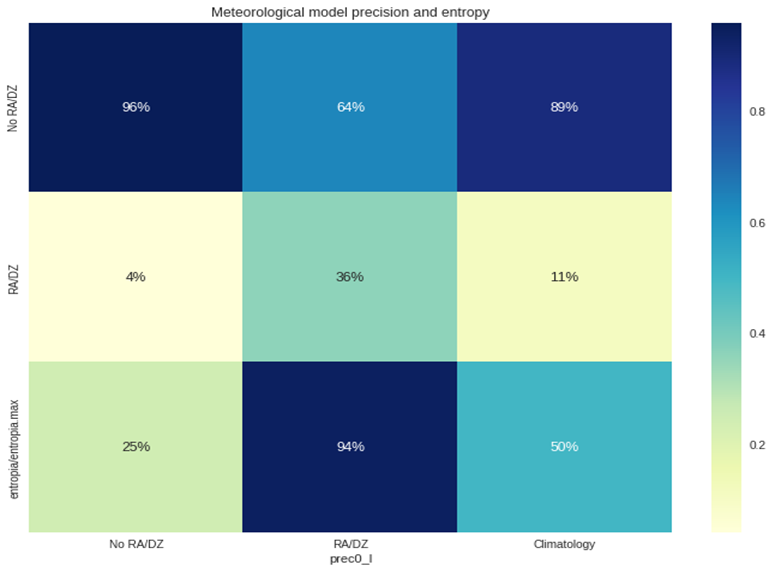 Meteorológical model precision and entropy
No RA/DZ
96%
64%
89%
0.8
RA/DZ
4%
36%
11%
0.6
0.4
entropia/entropia.max
25%
94%
50%
0.2
No RA/DZ
RA/DZ
Climatology
prec0_l